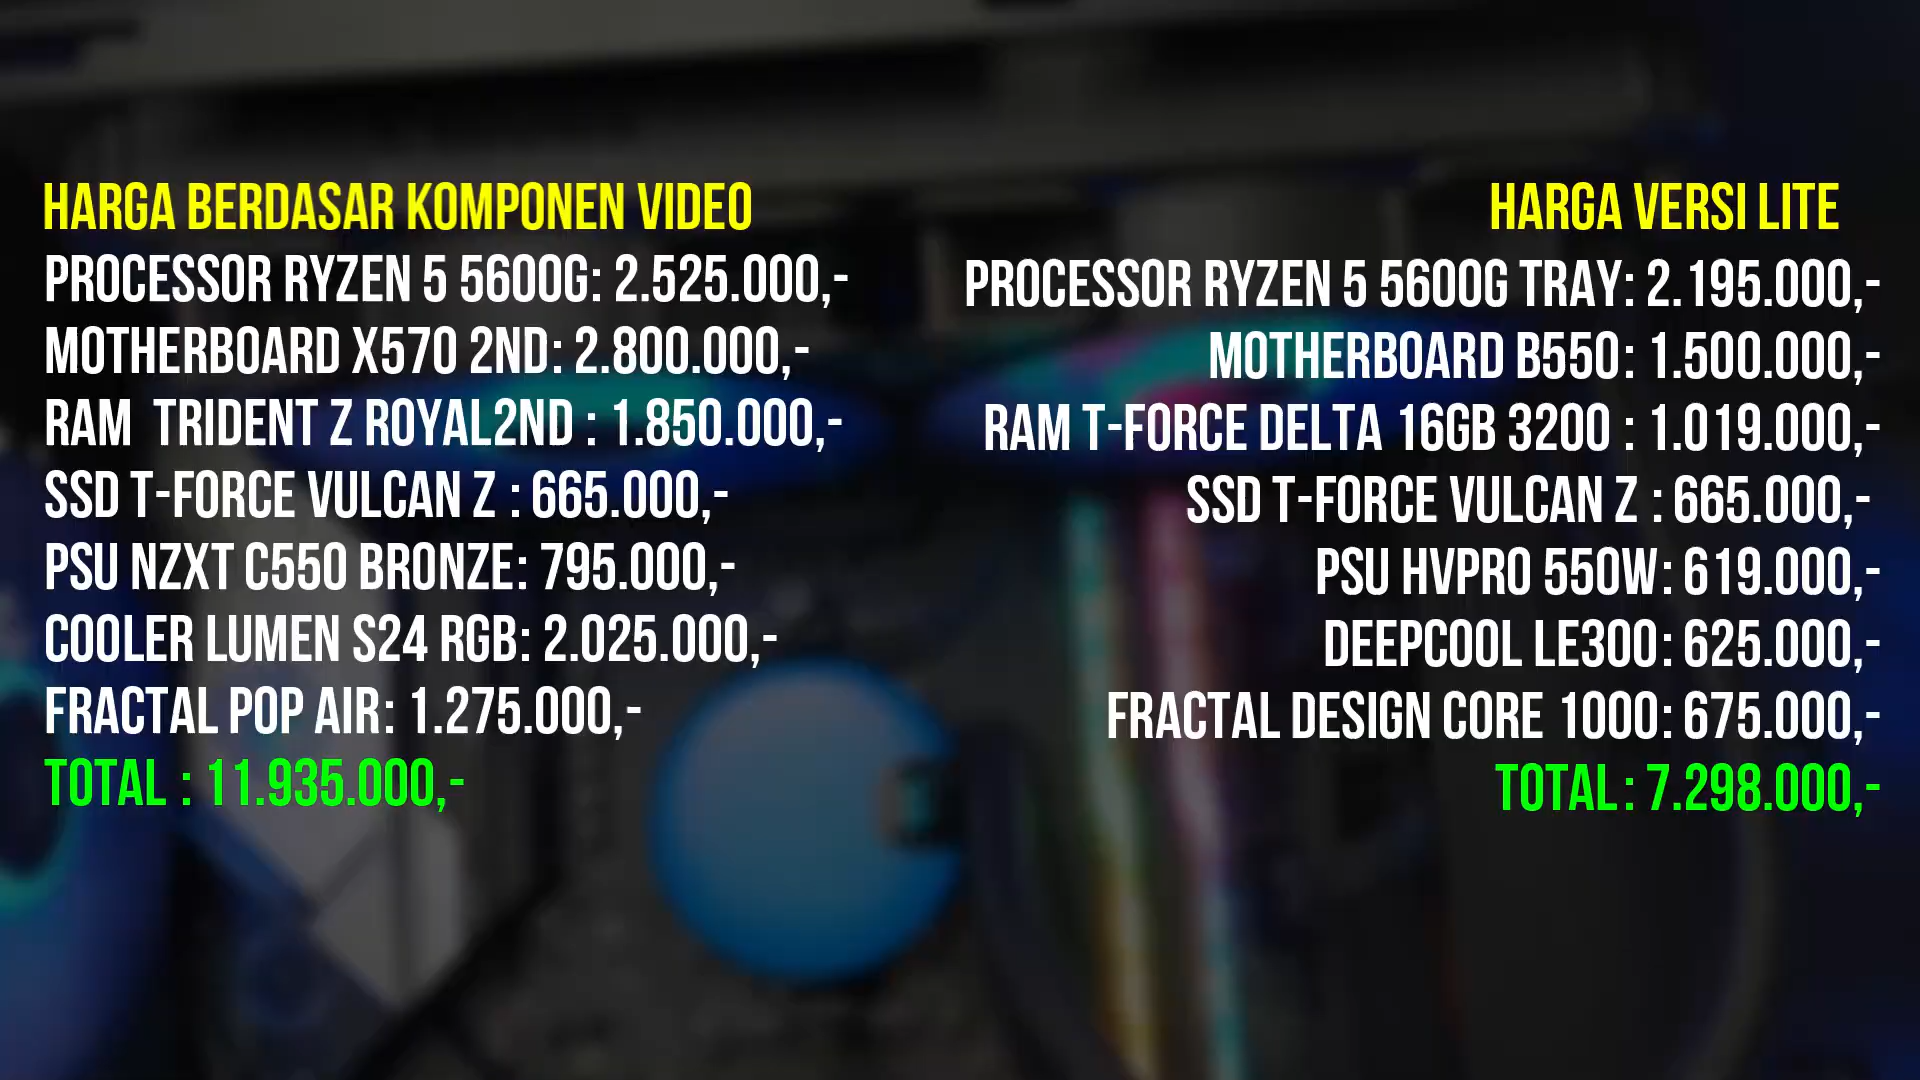 HARGA BERDASAR KOMPONEN VIDEO
PROCESSOR RYZEN 5 5600G: 2.525.000,-
MOTHERBOARD X570 2ND: 2.800.000,-
RAM  TRIDENT Z ROYAL2ND : 1.850.000,-
SSD T-FORCE VULCAN Z : 665.000,-
PSU NZXT C550 BRONZE: 795.000,-
COOLER LUMEN S24 RGB: 2.025.000,-
FRACTAL POP AIR: 1.275.000,-
TOTAL : 11.935.000,-
HARGA VERSI LITE
PROCESSOR RYZEN 5 5600G TRAY: 2.195.000,-
MOTHERBOARD B550: 1.500.000,-
RAM T-FORCE DELTA 16GB 3200 : 1.019.000,-
SSD T-FORCE VULCAN Z : 665.000,-
PSU HVPRO 550W: 619.000,-
DEEPCOOL LE300: 625.000,-
FRACTAL DESIGN CORE 1000: 675.000,-
TOTAL : 7.298.000,-